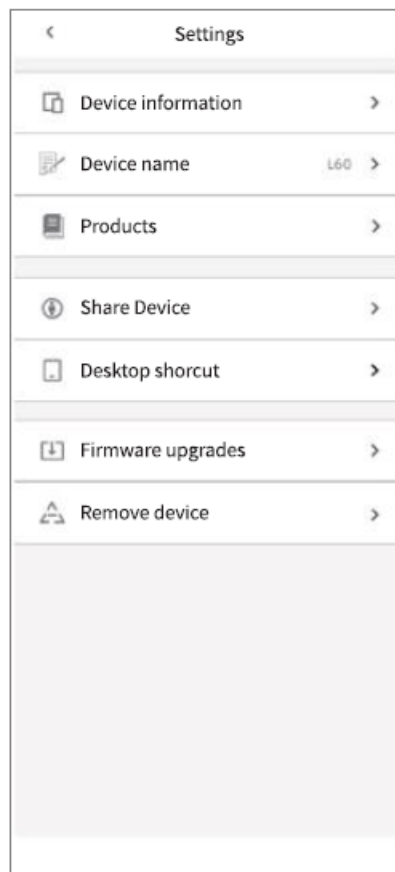 Settings
Device information
Device name L60
Products
Share Device
Desktop shorcut
Firmware upgrades
Remove device